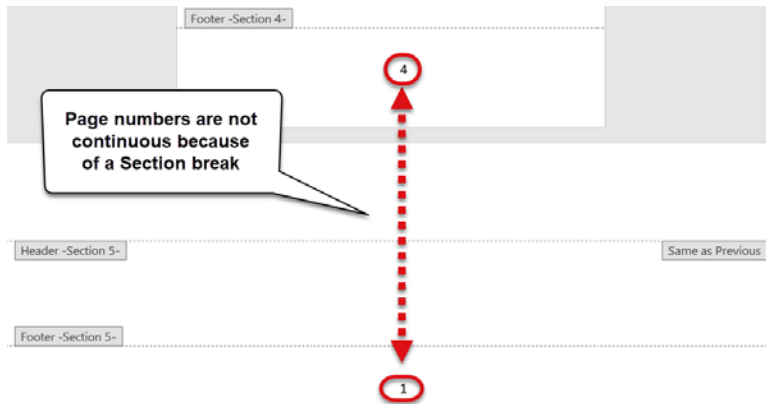 Footer -Section 4-
4
Page numbers are not
continuous because
of a Section break
Header -Section 5-
Same as Previous
Footer -Section 5-
1